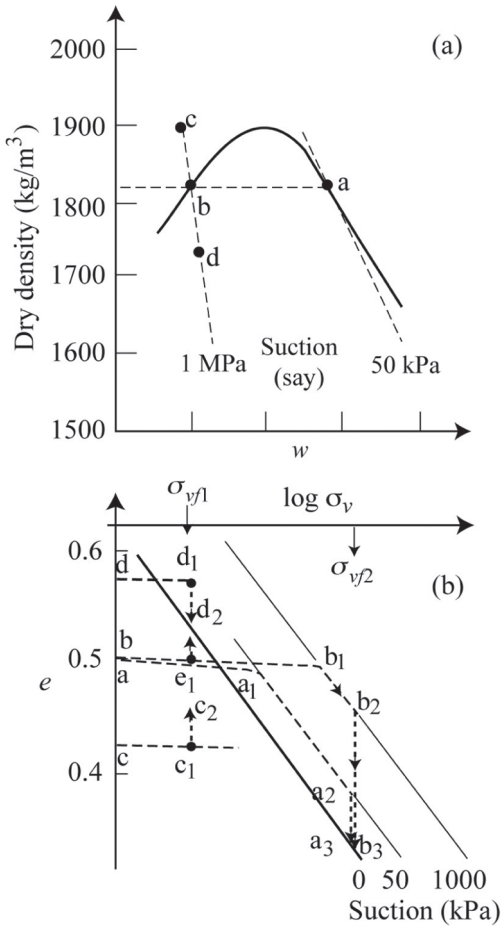 (a)
2000
1900
1800
1700
1600
1500
Dry density (kg/m³)
c
b
a
d
1 MPa
Suction
(say)
50 kPa
w
σvf1
log σv
σvf2
(b)
0.6
0.5
0.4
e
d
d1
d2
b
a
e1
a1
b1
b2
c2
c
c1
a2
a3
b3
0 50 1000
Suction (kPa)